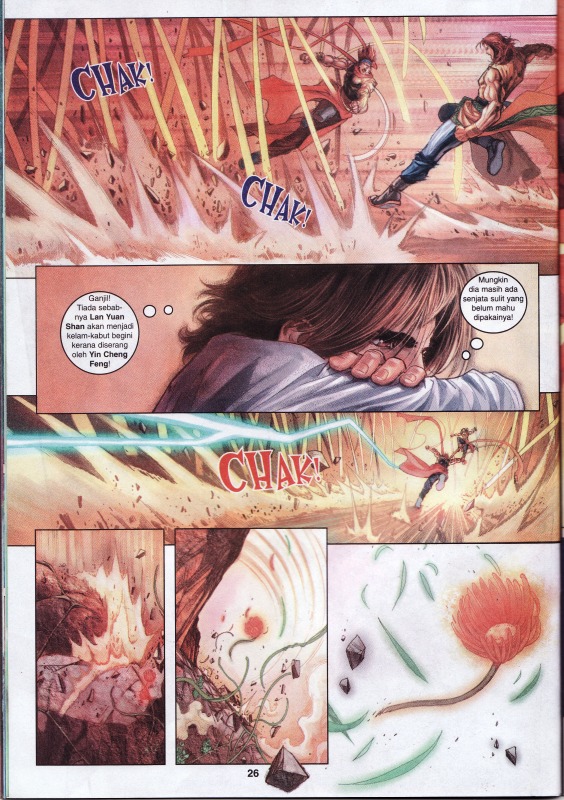 CHAK!
CHAK!
Ganjil!
Tiada sebab-
nya Lan Yuan
Shan akan menjadi
kelam-kabut begini
kerana diserang
oleh Yin Cheng
Feng!
Mungkin
dia masih ada
senjata sulit yang
belum mahu
dipakainya!
CHAK!
26